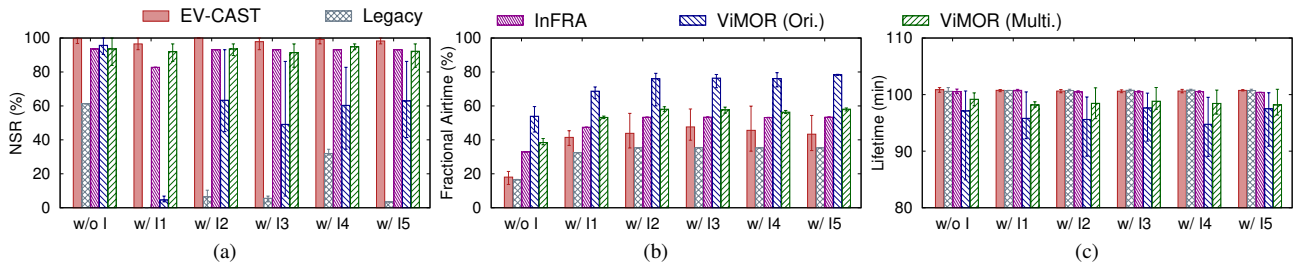 EV-CAST Legacy InFRA ViMOR (Ori.) ViMOR (Multi.)
NSR (%)
100
80
60
40
20
0
w/o I w/ I1 w/ I2 w/ I3 w/ I4 w/ I5
(a)
Fractional Airtime (%)
100
80
60
40
20
0
w/o I w/ I1 w/ I2 w/ I3 w/ I4 w/ I5
(b)
Lifetime (min)
110
100
90
80
w/o I w/ I1 w/ I2 w/ I3 w/ I4 w/ I5
(c)